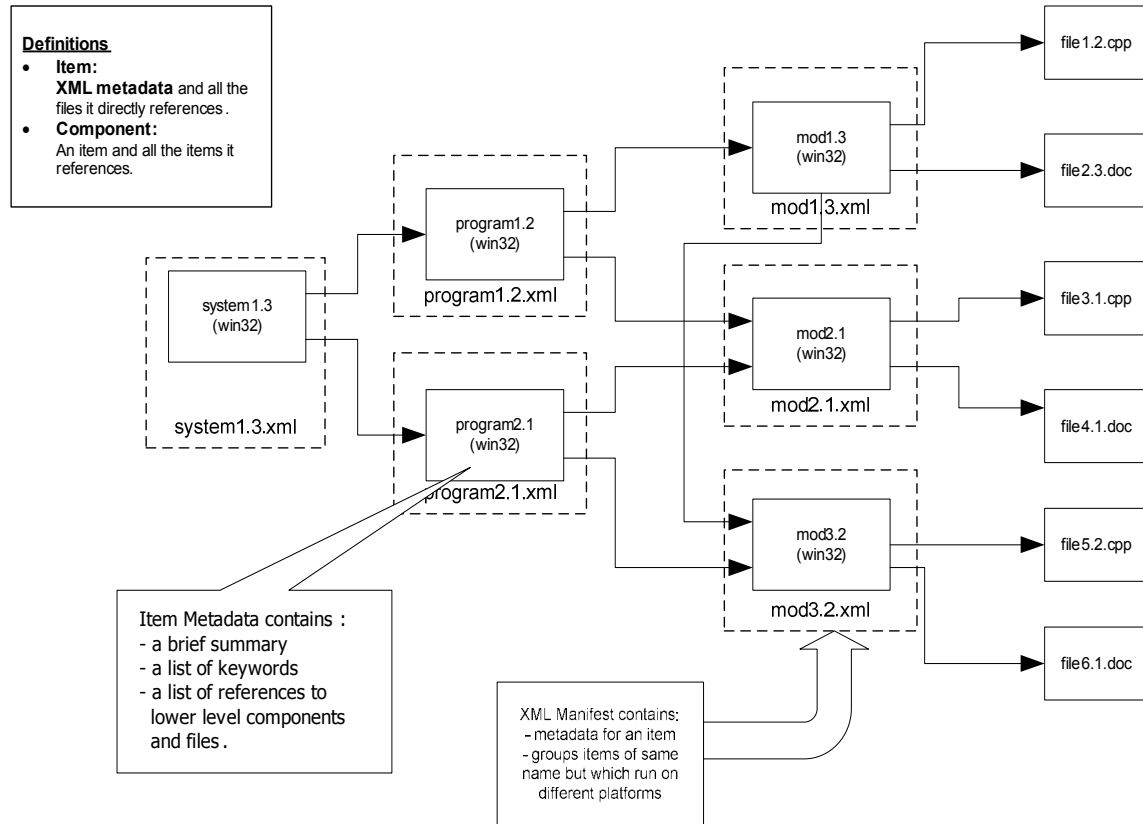 Definitions
• Item:
XML metadata and all the
files it directly references .
• Component:
An item and all the items it
references.
system1.3
(win32)
system1.3.xml
program1.2
(win32)
program1.2.xml
program2.1
(win32)
program2.1.xml
mod1.3
(win32)
mod1.3.xml
mod2.1
(win32)
mod2.1.xml
mod3.2
(win32)
mod3.2.xml
file1.2.cpp
file2.3.doc
file3.1.cpp
file4.1.doc
file5.2.cpp
file6.1.doc
Item Metadata contains :
- a brief summary
- a list of keywords
- a list of references to
lower level components
and files .
XML Manifest contains:
- metadata for an item
- groups items of same
name but which run on
different platforms